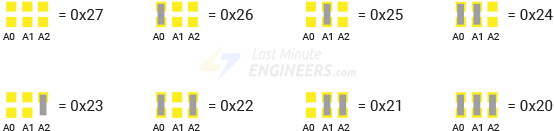 = 0x27
A0 A1 A2
= 0x26
A0 A1 A2
= 0x25
A0 A1 A2
= 0x24
A0 A1 A2
Last Minute
ENGINEERS.com
= 0x23
A0 A1 A2
= 0x22
A0 A1 A2
= 0x21
A0 A1 A2
= 0x20
A0 A1 A2